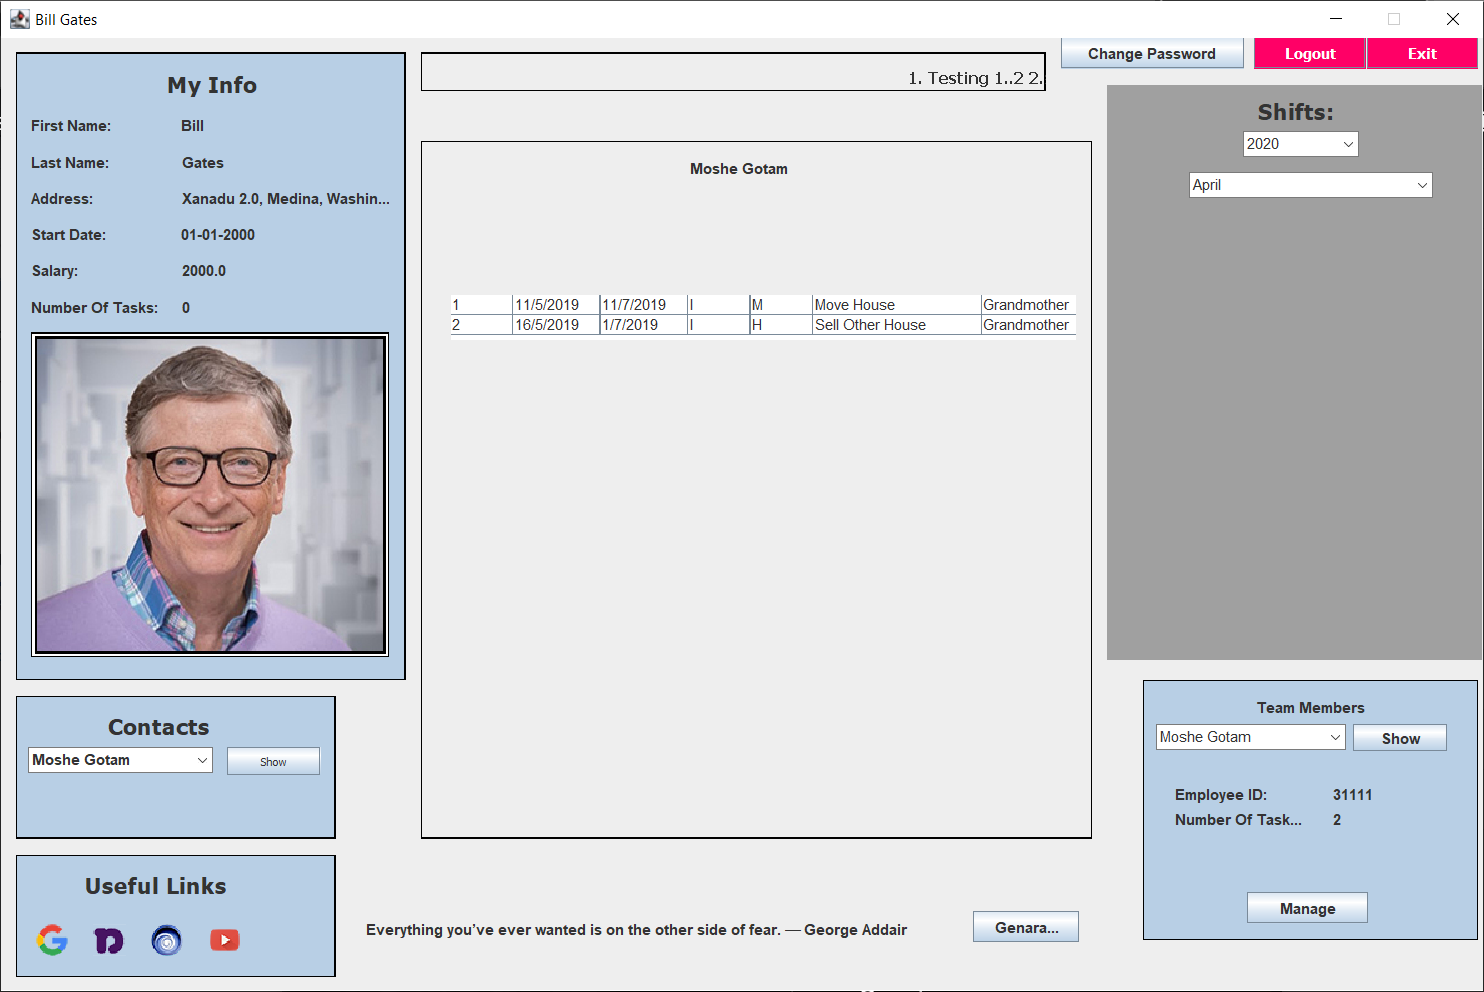 Bill Gates
Change Password
Logout
Exit
My Info
First Name: Bill
Last Name: Gates
Address: Xanadu 2.0, Medina, Washin...
Start Date: 01-01-2000
Salary: 2000.0
Number Of Tasks: 0
Contacts
Moshe Gotam
Show
Useful Links
1. Testing 1..2 2.
Moshe Gotam
1 11/5/2019 11/7/2019 I M Move House Grandmother
2 16/5/2019 1/7/2019 I H Sell Other House Grandmother
Everything you’ve ever wanted is on the other side of fear. — George Addair
Genara...
Shifts:
2020
April
Team Members
Moshe Gotam
Show
Employee ID: 31111
Number Of Task... 2
Manage